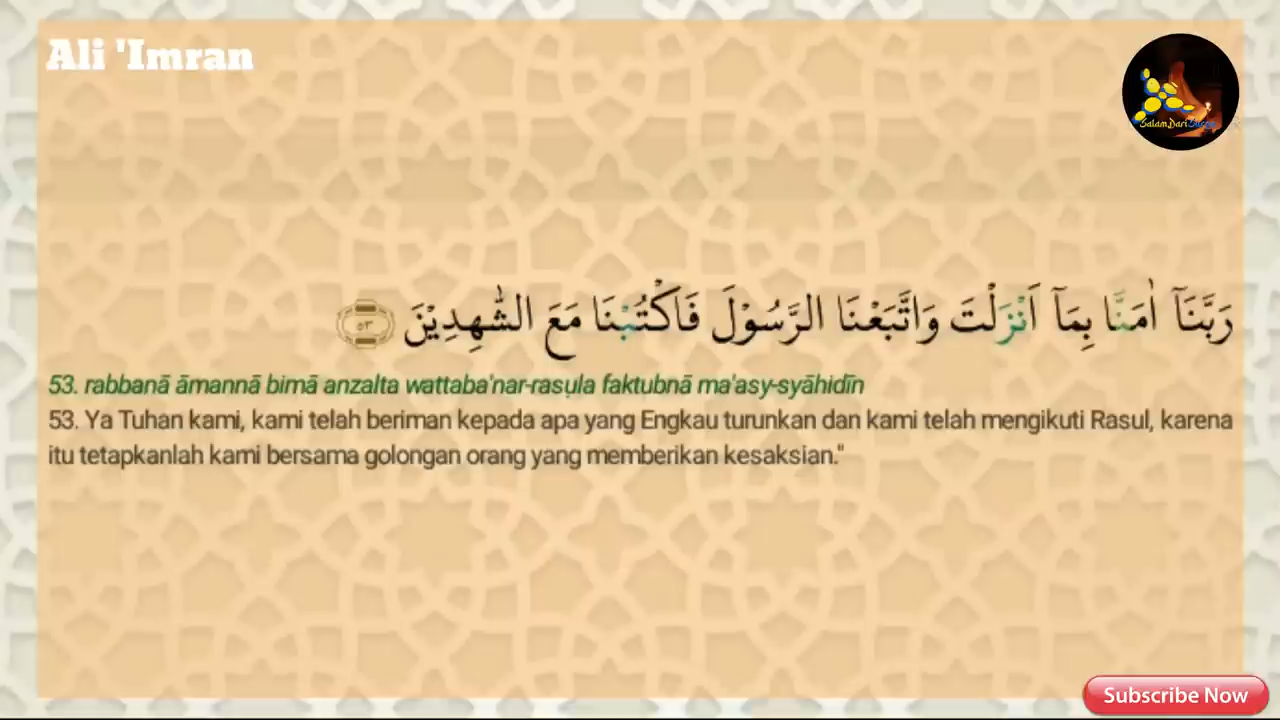 Ali 'Imran
رَبَّنَآ اٰمَنَّا بِمَآ اَنْزَلْتَ وَاتَّبَعْنَا الرَّسُوْلَ فَاكْتُبْنَا مَعَ الشّٰهِدِيْنَ ٥٣
53. rabbanā āmannā bimā anzalta wattaba'nar-rasụla faktubnā ma'asy-syāhidīn
53. Ya Tuhan kami, kami telah beriman kepada apa yang Engkau turunkan dan kami telah mengikuti Rasul, karena
itu tetapkanlah kami bersama golongan orang yang memberikan kesaksian."
Subscribe Now